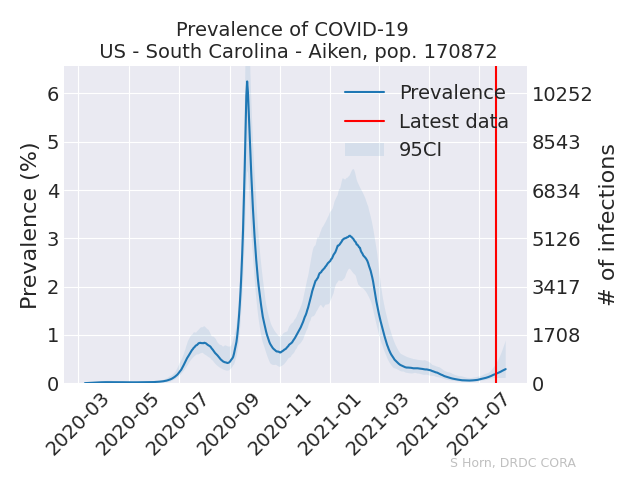 Prevalence of COVID-19
US - South Carolina - Aiken, pop. 170872
Prevalence (%)
6
5
4
3
2
1
0
Prevalence
Latest data
95CI
10252
8543
6834
5126
3417
1708
0
# of infections
2020-03
2020-05
2020-07
2020-09
2020-11
2021-01
2021-03
2021-05
2021-07
S Horn, DRDC CORA